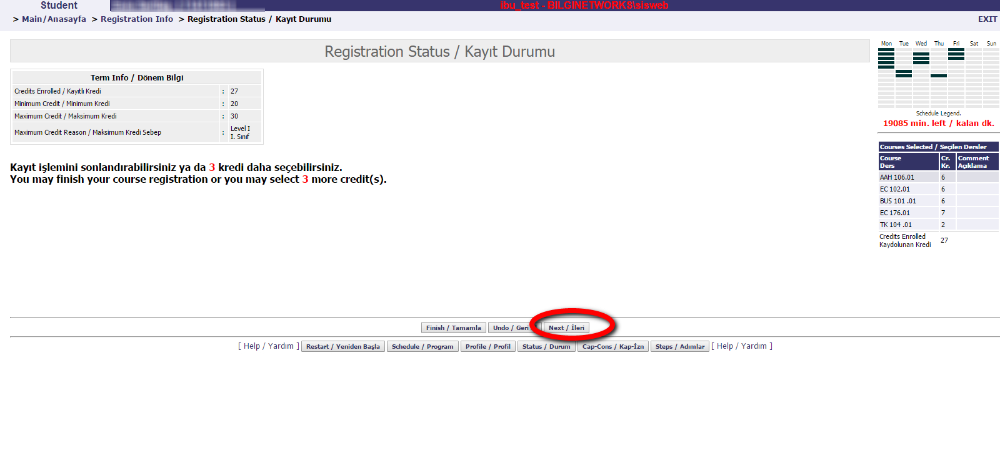 Student
ibu_test - BILGINETWORKS\sisweb
> Main/Anasayfa > Registration Info > Registration Status / Kayıt Durumu
EXIT
Registration Status / Kayıt Durumu
Term Info / Dönem Bilgi
Credits Enrolled / Kayıtlı Kredi : 27
Minimum Credit / Minimum Kredi : 20
Maximum Credit / Maksimum Kredi : 30
Maximum Credit Reason / Maksimum Kredi Sebep : Level I
I. Sınıf
Kayıt işlemini sonlandırabilirsiniz ya da 3 kredi daha seçebilirsiniz.
You may finish your course registration or you may select 3 more credit(s).
Mon Tue Wed Thu Fri Sat Sun
Schedule Legend.
19085 min. left / kalan dk.
Courses Selected / Seçilen Dersler
Course Cr. Comment
Ders Kr. Açıklama
AAH 106.01 6
EC 102.01 6
BUS 101 .01 6
EC 176.01 7
TK 104 .01 2
Credits Enrolled
Kaydolunan Kredi 27
Finish / Tamamla Undo / Geri Next / İleri
[ Help / Yardım ] Restart / Yeniden Başla Schedule / Program Profile / Profil Status / Durum Cap-Cons / Kap-İzn Steps / Adımlar [ Help / Yardım ]